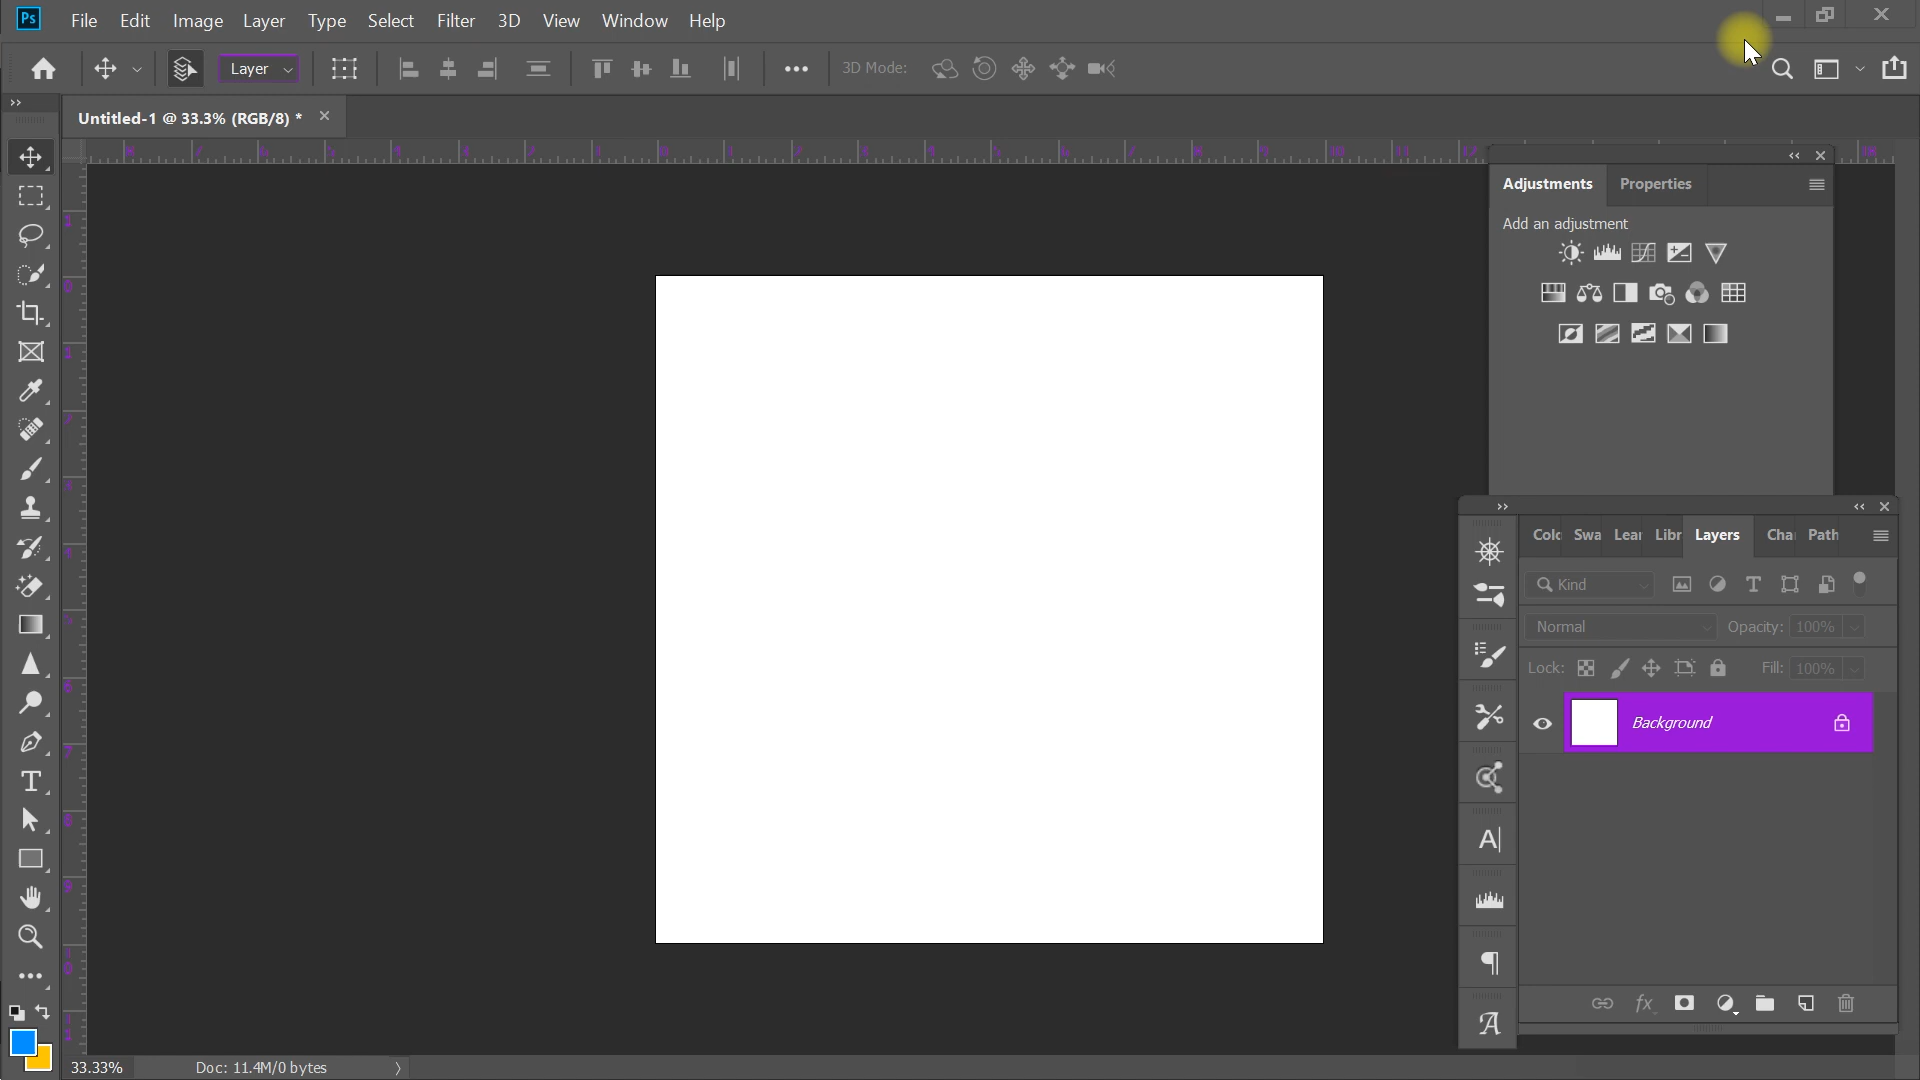 Ps File Edit Image Layer Type Select Filter 3D View Window Help
Layer 3D Mode:
Untitled-1 @ 33.3% (RGB/8) *
Adjustments Properties
Add an adjustment
Swa Lear Libr Layers Cha Path
Kind
Normal Opacity: 100%
Lock: Fill: 100%
Background
33.33% Doc: 11.4M/0 bytes